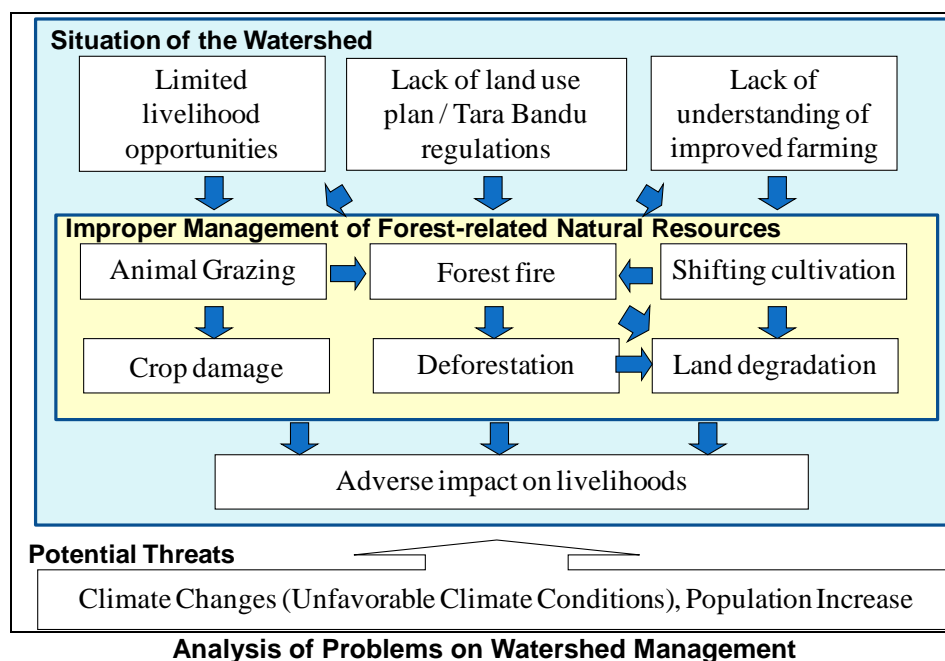 Situation of the Watershed
Limited
livelihood
opportunities
Lack of land use
plan / Tara Bandu
regulations
Lack of
understanding of
improved farming
Improper Management of Forest-related Natural Resources
Animal Grazing
Forest fire
Shifting cultivation
Crop damage
Deforestation
Land degradation
Adverse impact on livelihoods
Potential Threats
Climate Changes (Unfavorable Climate Conditions), Population Increase
Analysis of Problems on Watershed Management